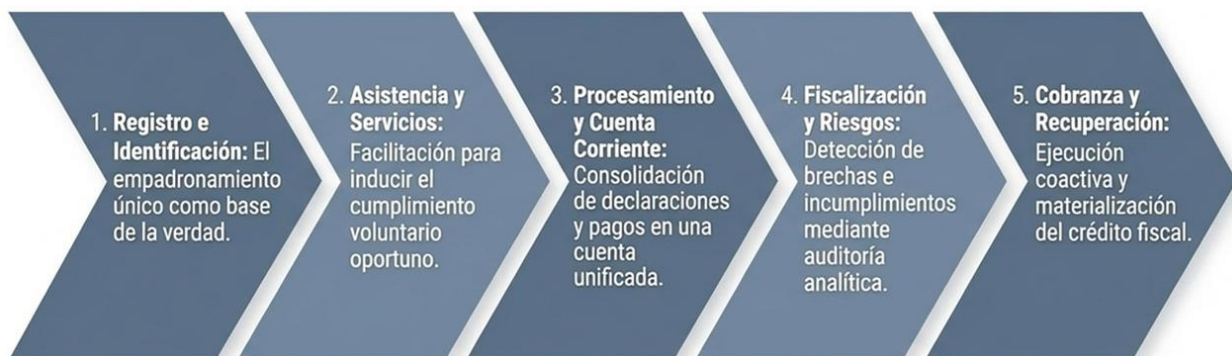 1. Registro e
Identificación: El
empadronamiento
único como base
de la verdad.
2. Asistencia y
Servicios:
Facilitación para
inducir el
cumplimiento
voluntario
oportuno.
3. Procesamiento
y Cuenta
Corriente:
Consolidación
de declaraciones
y pagos en una
cuenta
unificada.
4. Fiscalización
y Riesgos:
Detección de
brechas e
incumplimientos
mediante
auditoría
analítica.
5. Cobranza y
Recuperación:
Ejecución
coactiva y
materialización
del crédito fiscal.